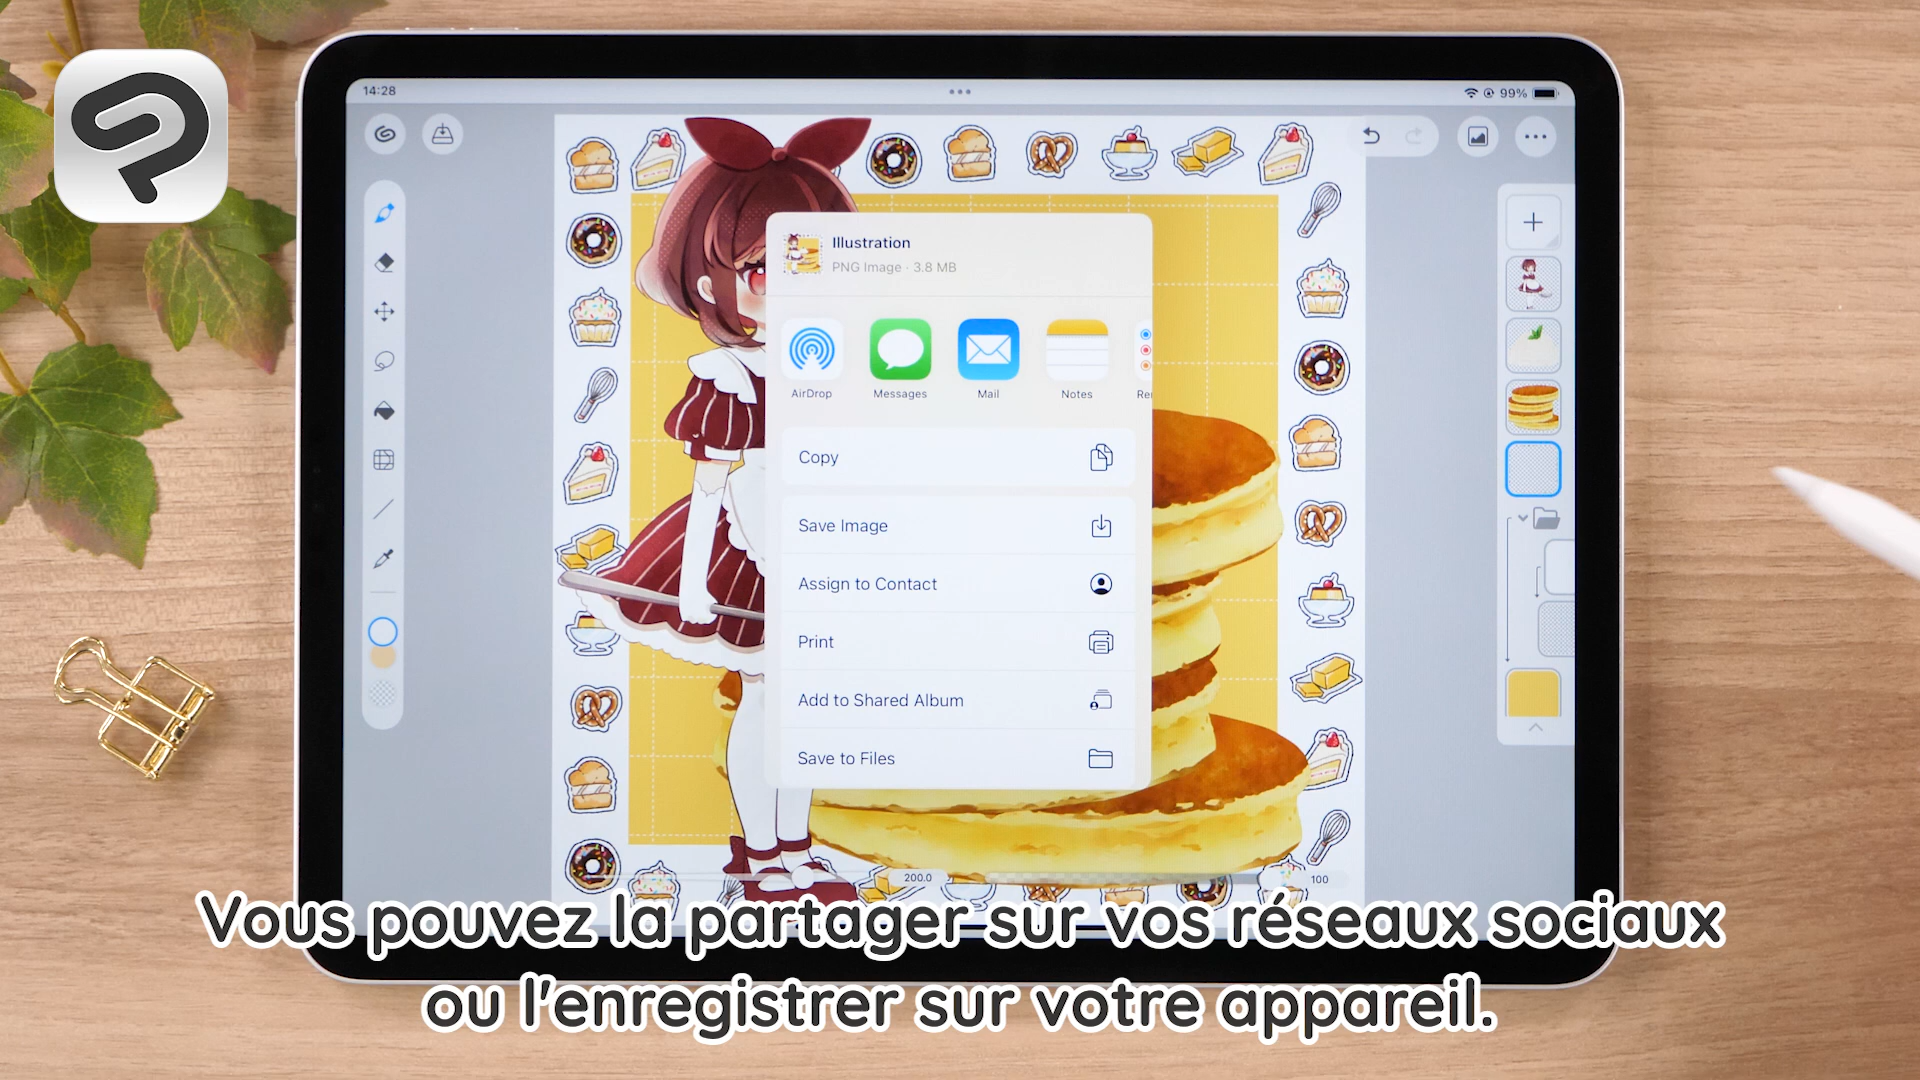 14:28
99%
Illustration
PNG Image · 3.8 MB
AirDrop
Messages
Mail
Notes
Copy
Save Image
Assign to Contact
Print
Add to Shared Album
Save to Files
200.0
100
Vous pouvez la partager sur vos réseaux sociaux
ou l'enregistrer sur votre appareil.